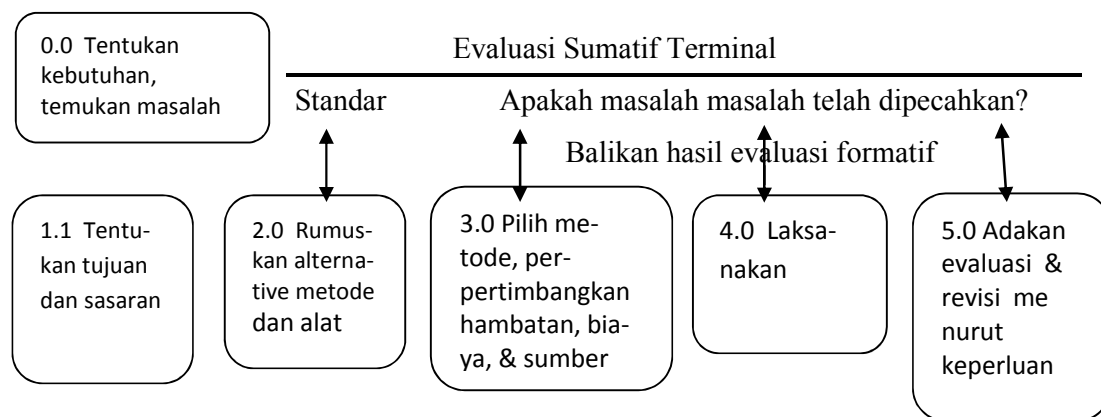 0.0 Tentukan
kebutuhan,
temukan masalah
Evaluasi Sumatif Terminal
Standar
Apakah masalah masalah telah dipecahkan?
Balikan hasil evaluasi formatif
1.1 Tentu-
kan tujuan
dan sasaran
2.0 Rumus-
kan alterna-
tive metode
dan alat
3.0 Pilih me-
tode, per-
pertimbangkan
hambatan, bia-
ya, & sumber
4.0 Laksa-
nakan
5.0 Adakan
evaluasi &
revisi me
nurut
keperluan